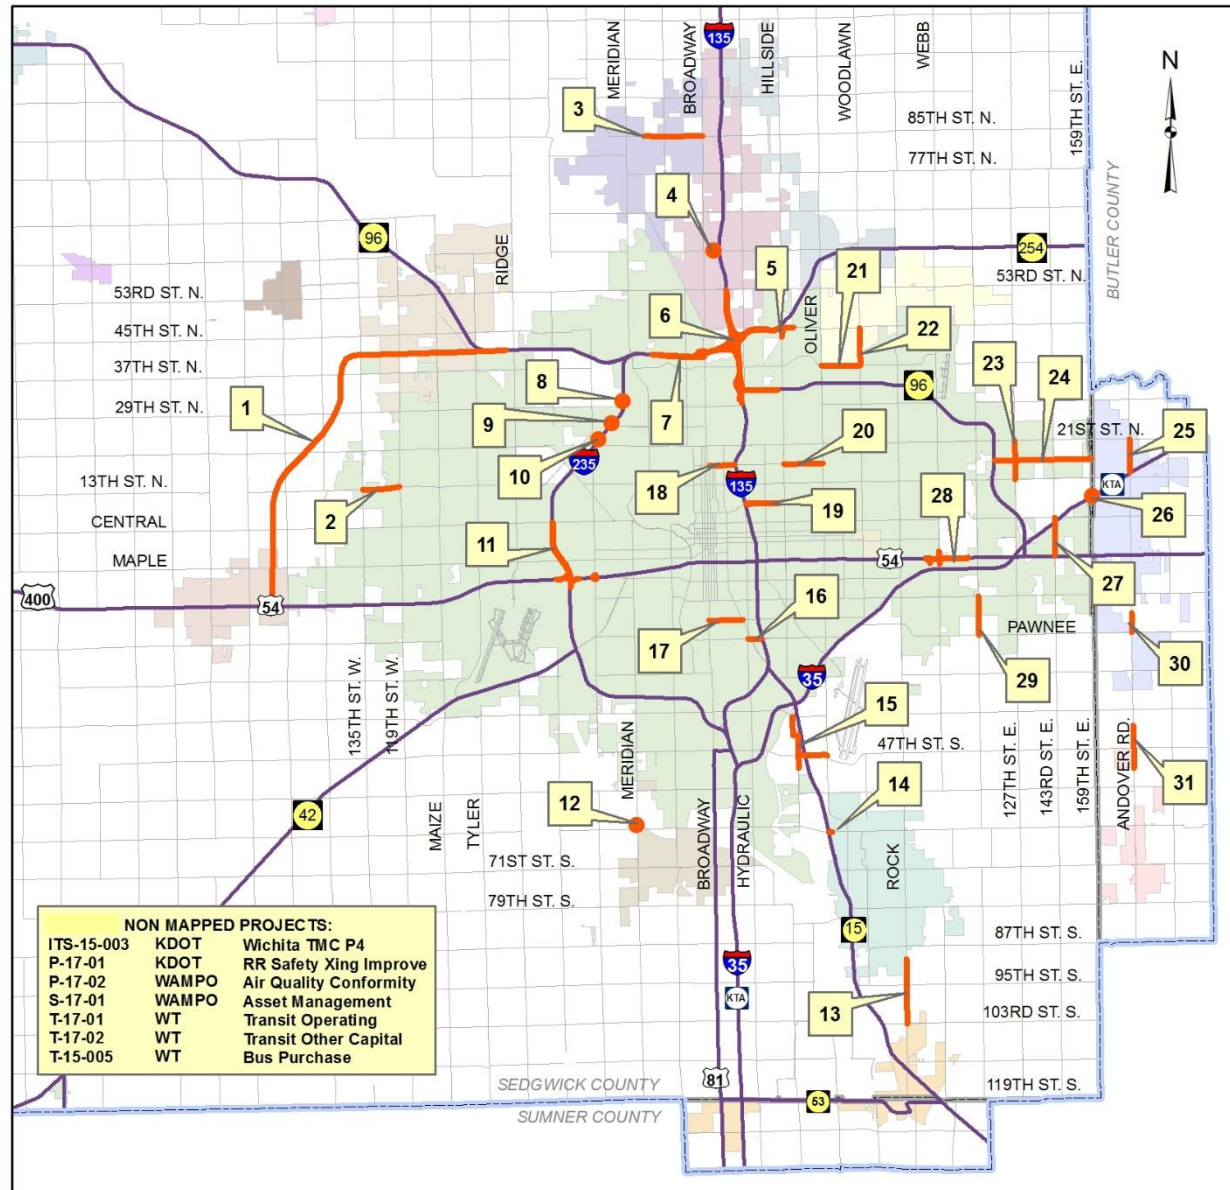 135
MERIDIAN
BROADWAY
HILLSIDE
WOODLAWN
WEBB
159TH ST. E.
N
3
85TH ST. N.
77TH ST. N.
4
96
RIDGE
5
21
254
53RD ST. N.
BUTLER COUNTY
53RD ST. N.
45TH ST. N.
37TH ST. N.
29TH ST. N.
6
OLIVER
22
1
8
9
10
7
96
23
24
21ST ST. N.
25
20
235
18
135
KTA
13TH ST. N.
CENTRAL
MAPLE
2
11
19
28
26
54
27
400
54
16
17
PAWNEE
29
30
35
135TH ST. W.
119TH ST. W.
15
47TH ST. S.
127TH ST. E.
143RD ST. E.
159TH ST. E.
ANDOVER RD.
31
MERIDIAN
12
14
42
MAIZE
TYLER
BROADWAY
HYDRAULIC
ROCK
71ST ST. S.
79TH ST. S.
NON MAPPED PROJECTS:
ITS-15-003 KDOT Wichita TMC P4
P-17-01 KDOT RR Safety Xing Improve
P-17-02 WAMPO Air Quality Conformity
S-17-01 WAMPO Asset Management
T-17-01 WT Transit Operating
T-17-02 WT Transit Other Capital
T-15-005 WT Bus Purchase
15
87TH ST. S.
35
KTA
95TH ST. S.
13
103RD ST. S.
81
SEDGWICK COUNTY
119TH ST. S.
53
SUMNER COUNTY